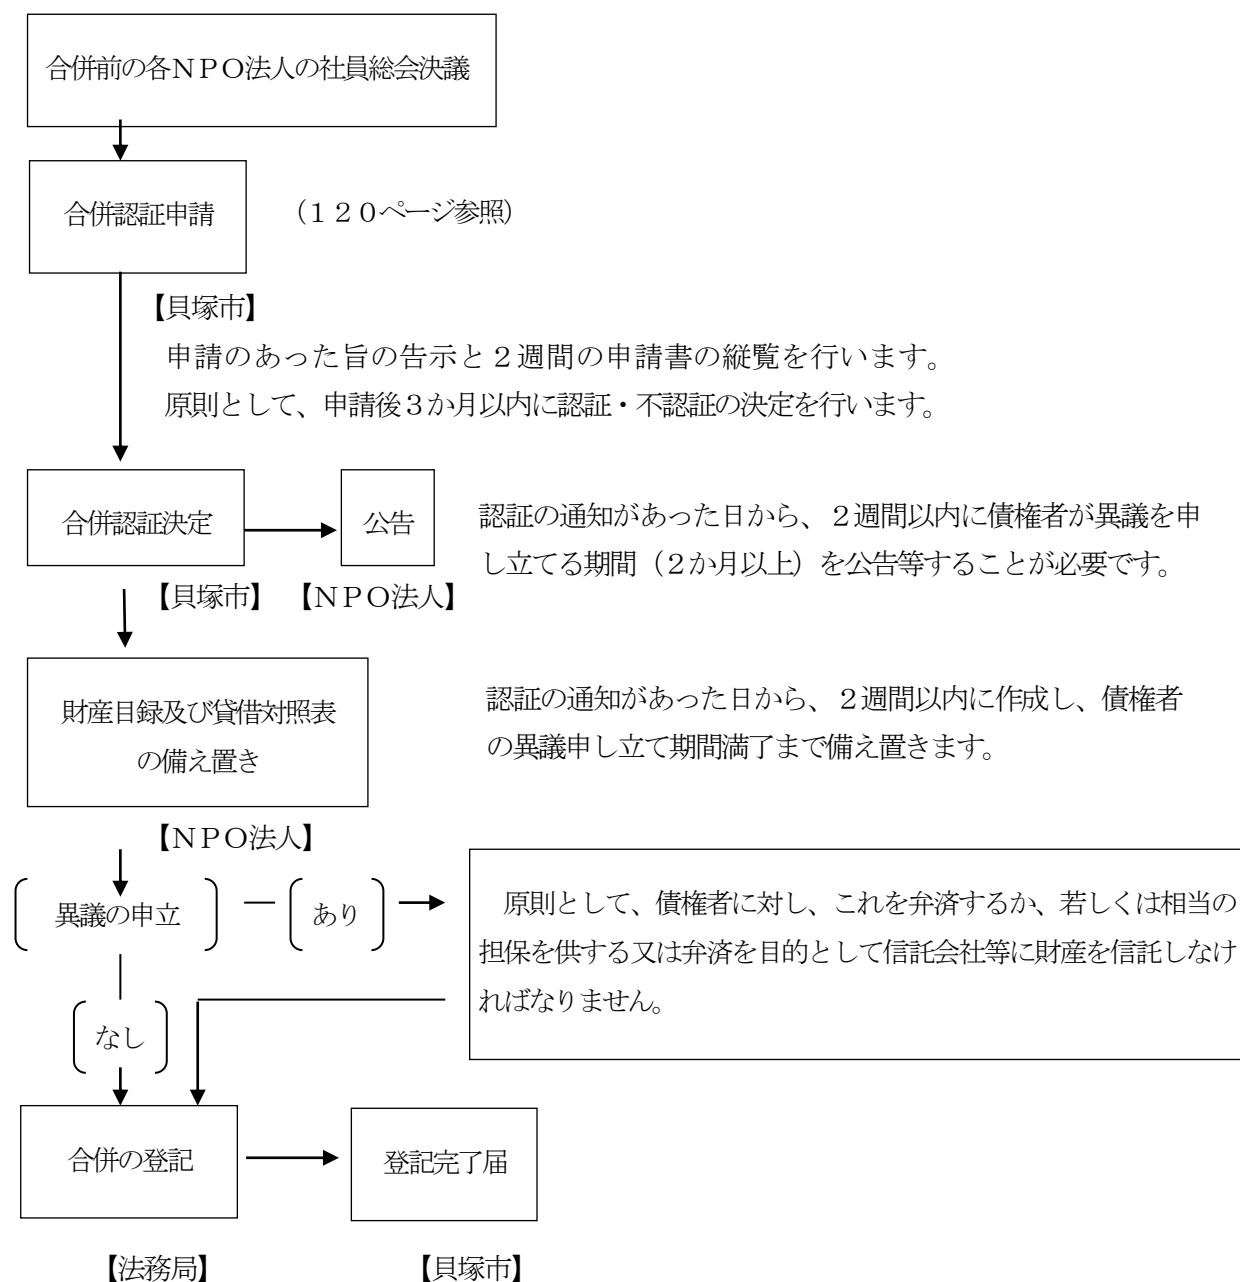 合併前の各ＮＰＯ法人の社員総会決議
合併認証申請
（１２０ページ参照）
【貝塚市】
申請のあった旨の告示と２週間の申請書の縦覧を行います。
原則として、申請後３か月以内に認証・不認証の決定を行います。
合併認証決定
公告
認証の通知があった日から、２週間以内に債権者が異議を申
し立てる期間（２か月以上）を公告等することが必要です。
【貝塚市】
【ＮＰＯ法人】
財産目録及び貸借対照表
の備え置き
認証の通知があった日から、２週間以内に作成し、債権者
の異議申し立て期間満了まで備え置きます。
【ＮＰＯ法人】
異議の申立
あり
原則として、債権者に対し、これを弁済するか、若しくは相当の
担保を供する又は弁済を目的として信託会社等に財産を信託しなけ
ればなりません。
なし
合併の登記
登記完了届
【法務局】
【貝塚市】